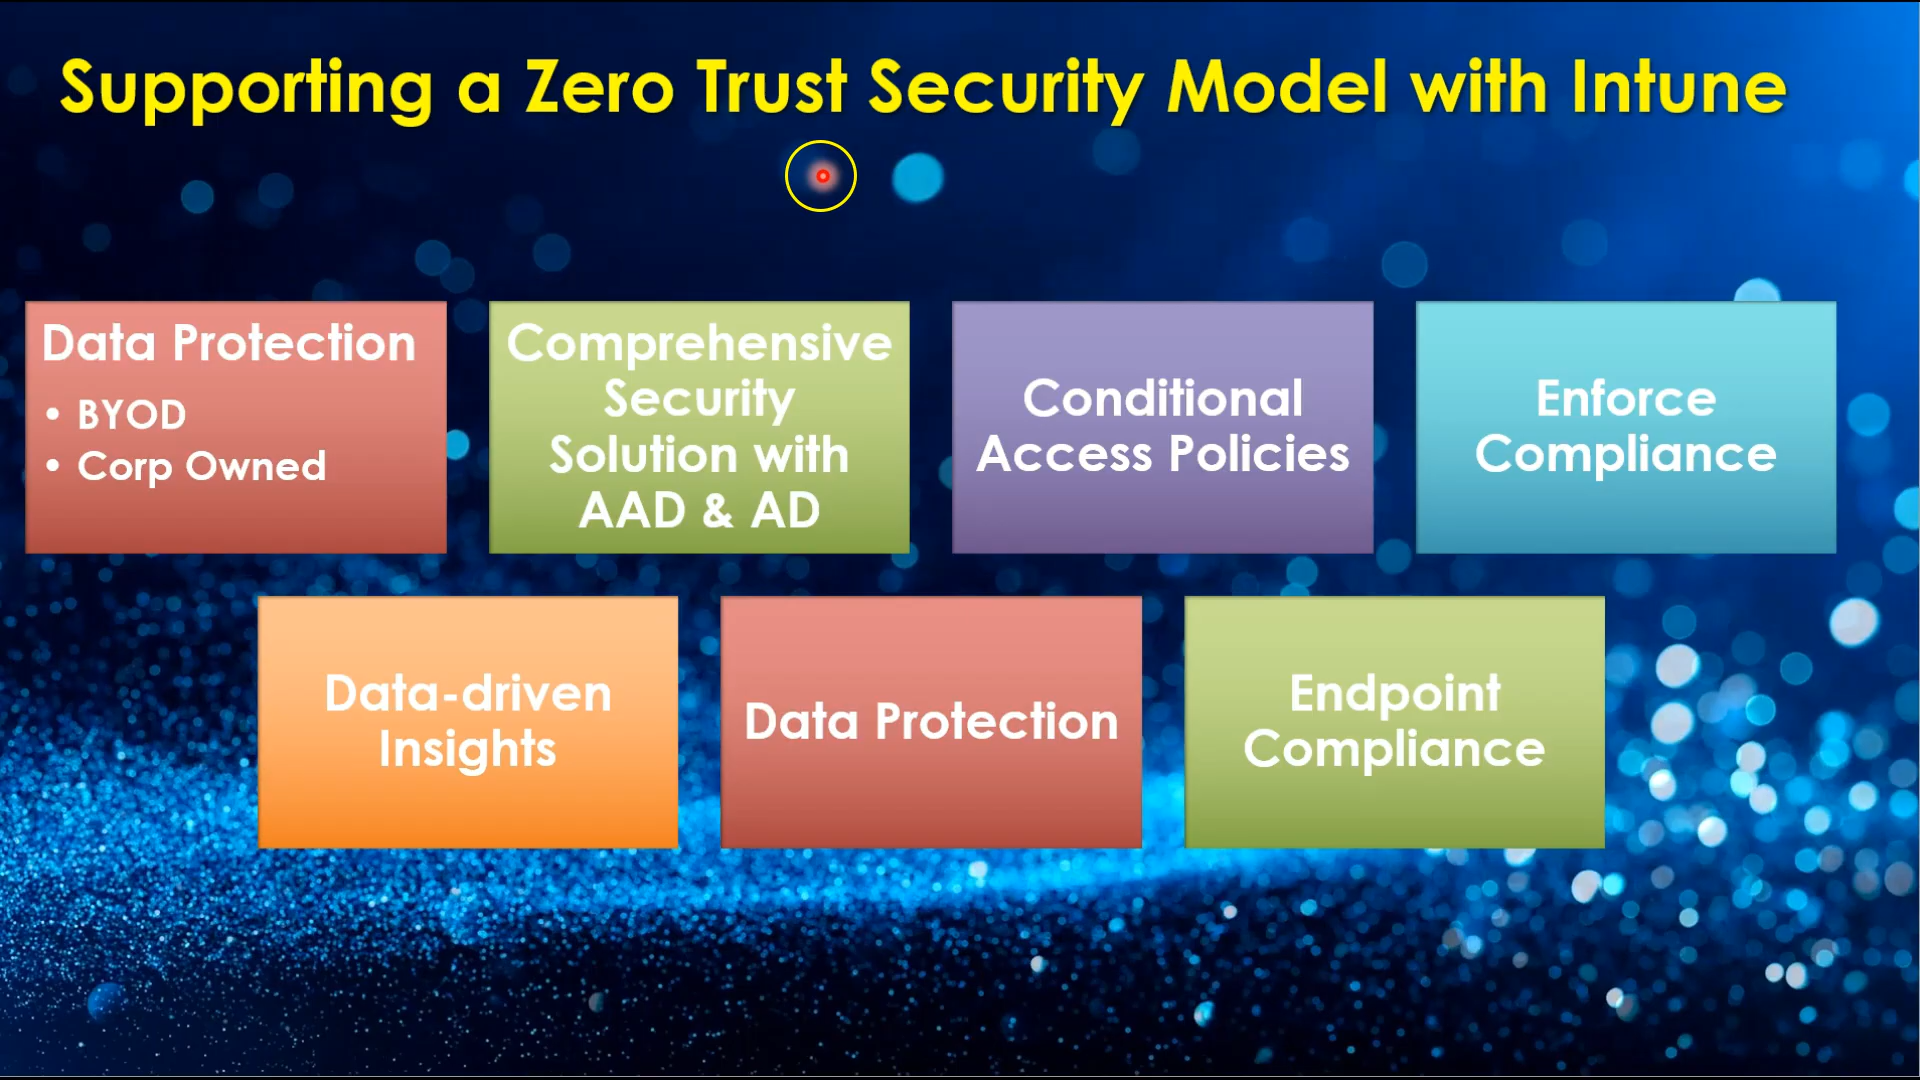 Supporting a Zero Trust Security Model with Intune
Data Protection
• BYOD
• Corp Owned
Comprehensive
Security
Solution with
AAD & AD
Conditional
Access Policies
Enforce
Compliance
Data-driven
Insights
Data Protection
Endpoint
Compliance